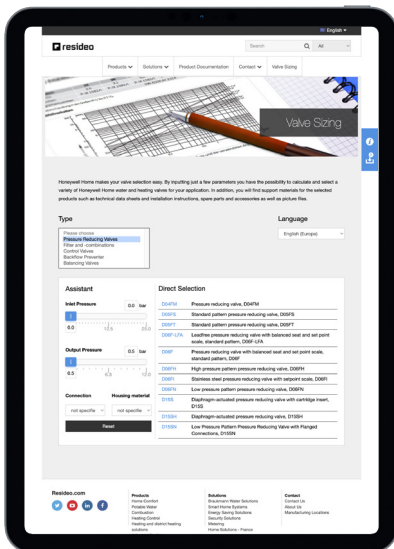 English
resideo
Search
All
Products
Solutions
Product Documentation
Contact
Valve Sizing
Valve Sizing
Honeywell Home makes your valve selection easy. By inputting just a few parameters you have the possibility to calculate and select a
variety of Honeywell Home water and heating valves for your application. In addition, you will find support materials for the selected
products such as technical data sheets and installation instructions, spare parts and accessories as well as picture files.
Type
Language
Please choose
Pressure Reducing Valves
Filter and -combinations
Control Valves
Backflow Preventer
Balancing Valves
English (Europe)
Assistant
Inlet Pressure
0.0 bar
0.0
12.5
25.0
Output Pressure
0.5 bar
0.5
6.5
12.0
Connection
Housing material
not specifie
not specifie
Reset
Direct Selection
D04FM Pressure reducing valve, D04FM
D05FS Standard pattern pressure reducing valve, D05FS
D05FT Standard pattern pressure reducing valve, D05FT
D06F-LFA Leadfree pressure reducing valve with balanced seat and set point
scale, standard pattern, D06F-LFA
D06F Pressure reducing valve with balanced seat and set point scale,
standard pattern, D06F
D06FH High pressure pattern pressure reducing valve, D06FH
D06FI Stainless steel pressure reducing valve with setpoint scale, D06FI
D06FN Low pressure pattern pressure reducing valve, D06FN
D15S Diaphragm-actuated pressure reducing valve with cartridge insert,
D15S
D15SH Diaphragm-actuated pressure reducing valve, D15SH
D15SN Low Pressure Pattern Pressure Reducing Valve with Flanged
Connections, D15SN
Resideo.com
Products
Home Comfort
Potable Water
Combustion
Heating Control
Heating and district heating
solutions
Solutions
Braukmann Water Solutions
Smart Home Systems
Energy Saving Solutions
Security Solutions
Metering
Home Solutions - France
Contact
Contact Us
About Us
Manufacturing Locations